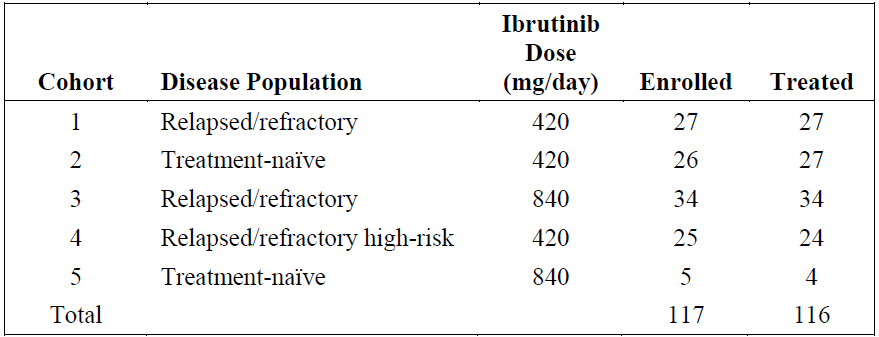 Cohort Disease Population Ibrutinib Dose (mg/day) Enrolled Treated
1 Relapsed/refractory 420 27 27
2 Treatment-naïve 420 26 27
3 Relapsed/refractory 840 34 34
4 Relapsed/refractory high-risk 420 25 24
5 Treatment-naïve 840 5 4
Total 117 116